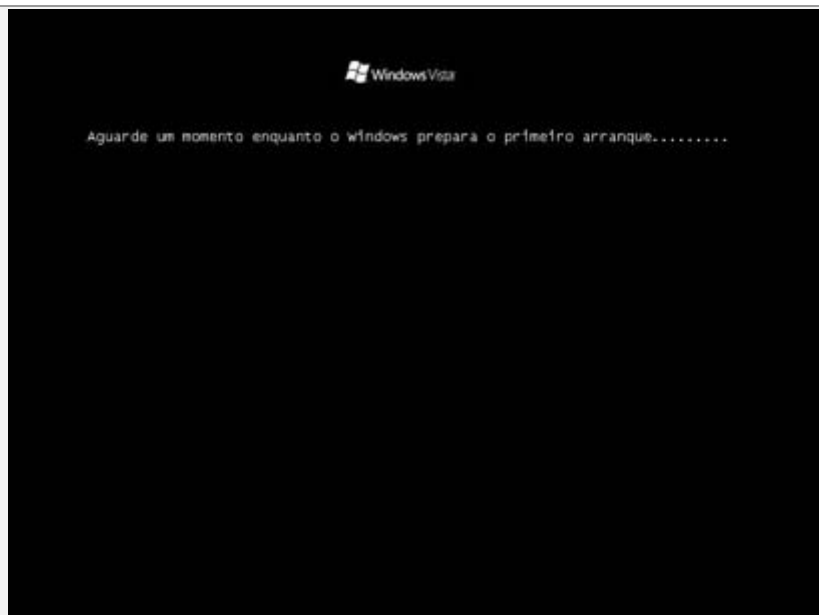 Windows Vista
Aguarde um momento enquanto o Windows prepara o primeiro arranque.........